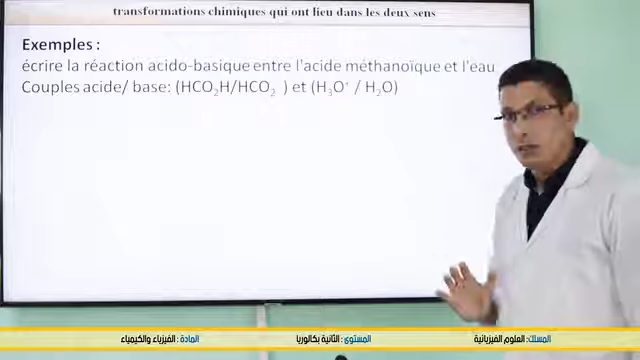 transformations chimiques qui ont lieu dans les deux sens
Exemples :
écrire la réaction acido-basique entre l'acide méthanoïque et l'eau
Couples acide/ base: (HCO₂H/HCO₂⁻ ) et (H₃O⁺ / H₂O)
المسلك: العلوم الفيزيائية المستوى : الثانية بكالوريا المادة : الفيزياء والكيمياء